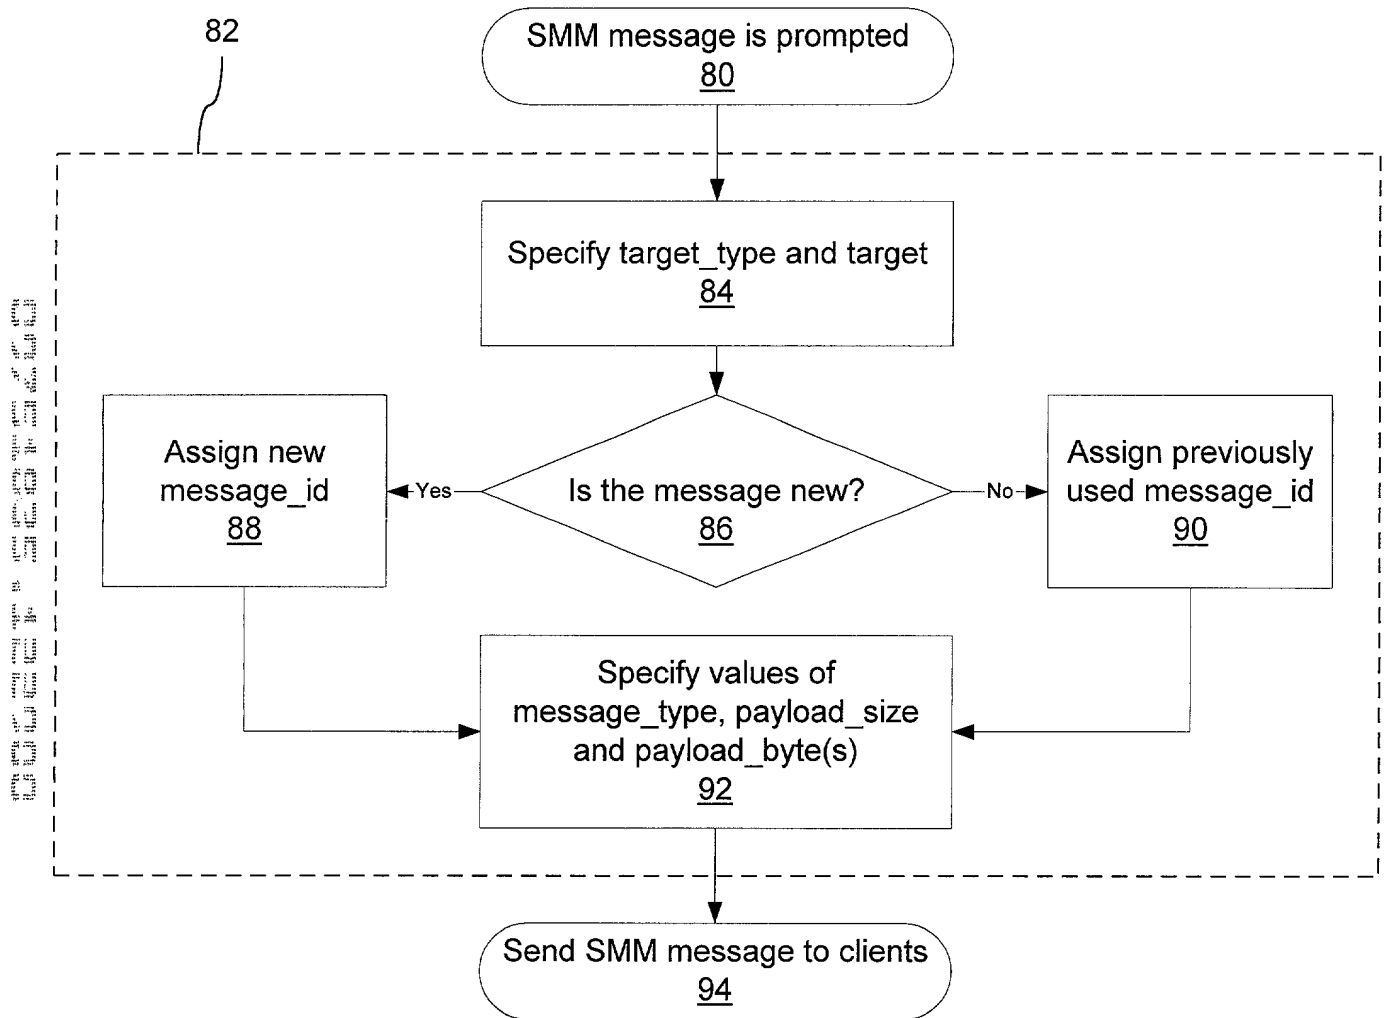 82
SMM message is prompted
80
Specify target_type and target
84
Assign new
message_id
88
Yes
Is the message new?
86
No
Assign previously
used message_id
90
Specify values of
message_type, payload_size
and payload_byte(s)
92
Send SMM message to clients
94